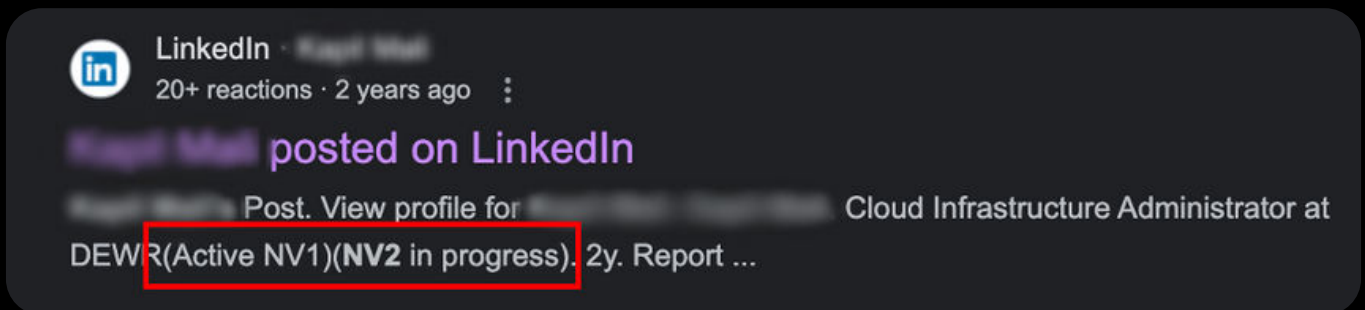 in
LinkedIn ·
20+ reactions · 2 years ago
posted on LinkedIn
Post. View profile for Cloud Infrastructure Administrator at
DEWR(Active NV1)(NV2 in progress). 2y. Report ...